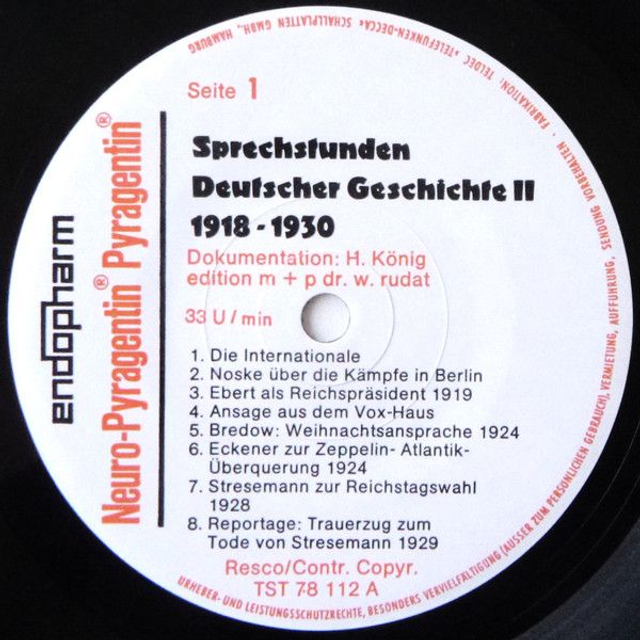 Seite 1
Sprechstunden
Deutscher Geschichte II
1918 - 1930
Dokumentation: H. König
edition m + p dr. w. rudat
33 U / min
1. Die Internationale
2. Noske über die Kämpfe in Berlin
3. Ebert als Reichspräsident 1919
4. Ansage aus dem Vox-Haus
5. Bredow: Weihnachtsansprache 1924
6. Eckener zur Zeppelin- Atlantik-
Überquerung 1924
7. Stresemann zur Reichstagswahl
1928
8. Reportage: Trauerzug zum
Tode von Stresemann 1929
Resco/Contr. Copyr.
TST 78 112 A
endopharm
Neuro-Pyragentin® Pyragentin®
URHEBER- UND LEISTUNGSSCHUTZRECHTE, BESONDERS VERVIELFÄLTIGUNG (AUSSER ZUM PERSÖNLICHEN GEBRAUCH), VERMIETUNG, AUFFÜHRUNG, SENDUNG VORBEHALTEN · FABRIKATION: TELDEC »TELEFUNKEN-DECCA« SCHALLPLATTEN GMBH., HAMBURG